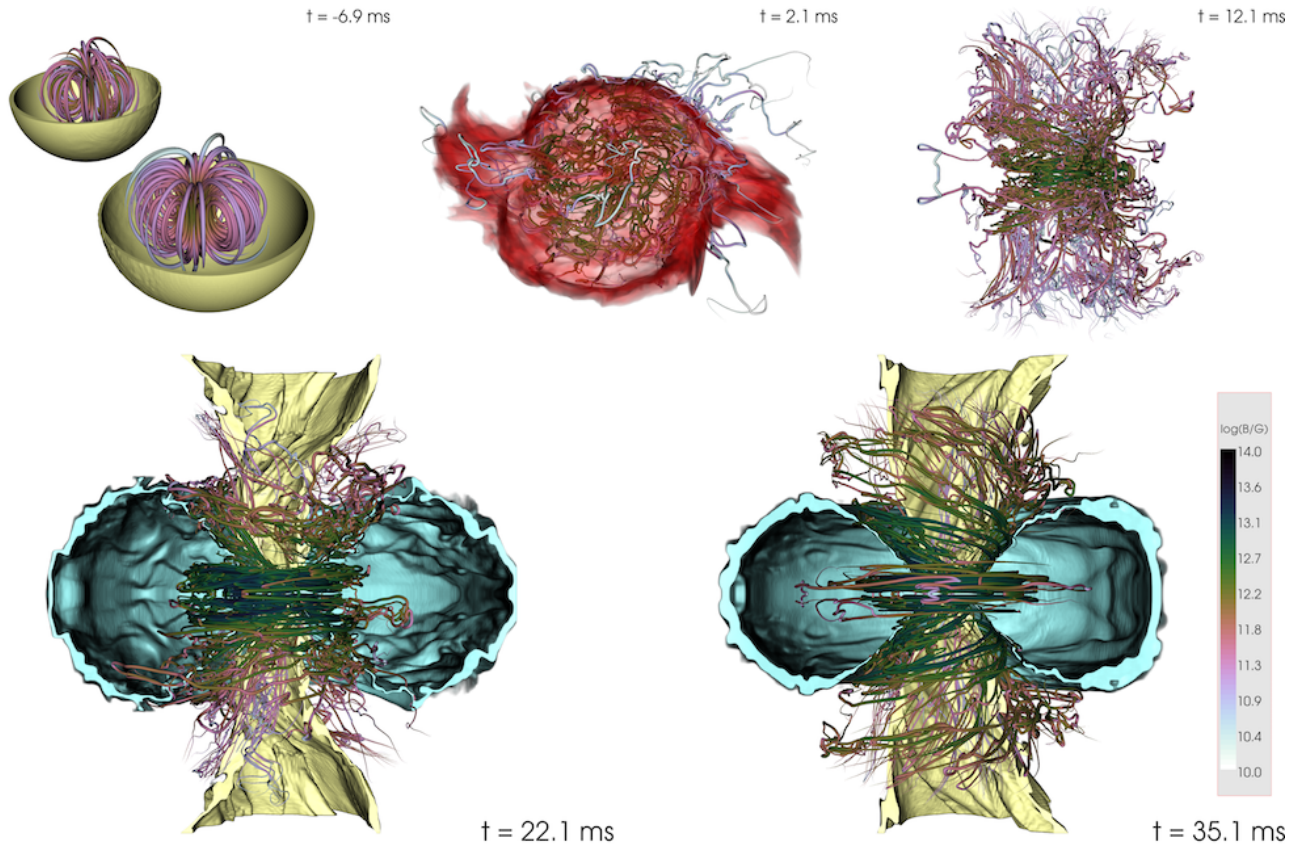 t = -6.9 ms
t = 2.1 ms
t = 12.1 ms
log(B/G)
14.0
13.6
13.1
12.7
12.2
11.8
11.3
10.9
10.4
10.0
t = 22.1 ms
t = 35.1 ms